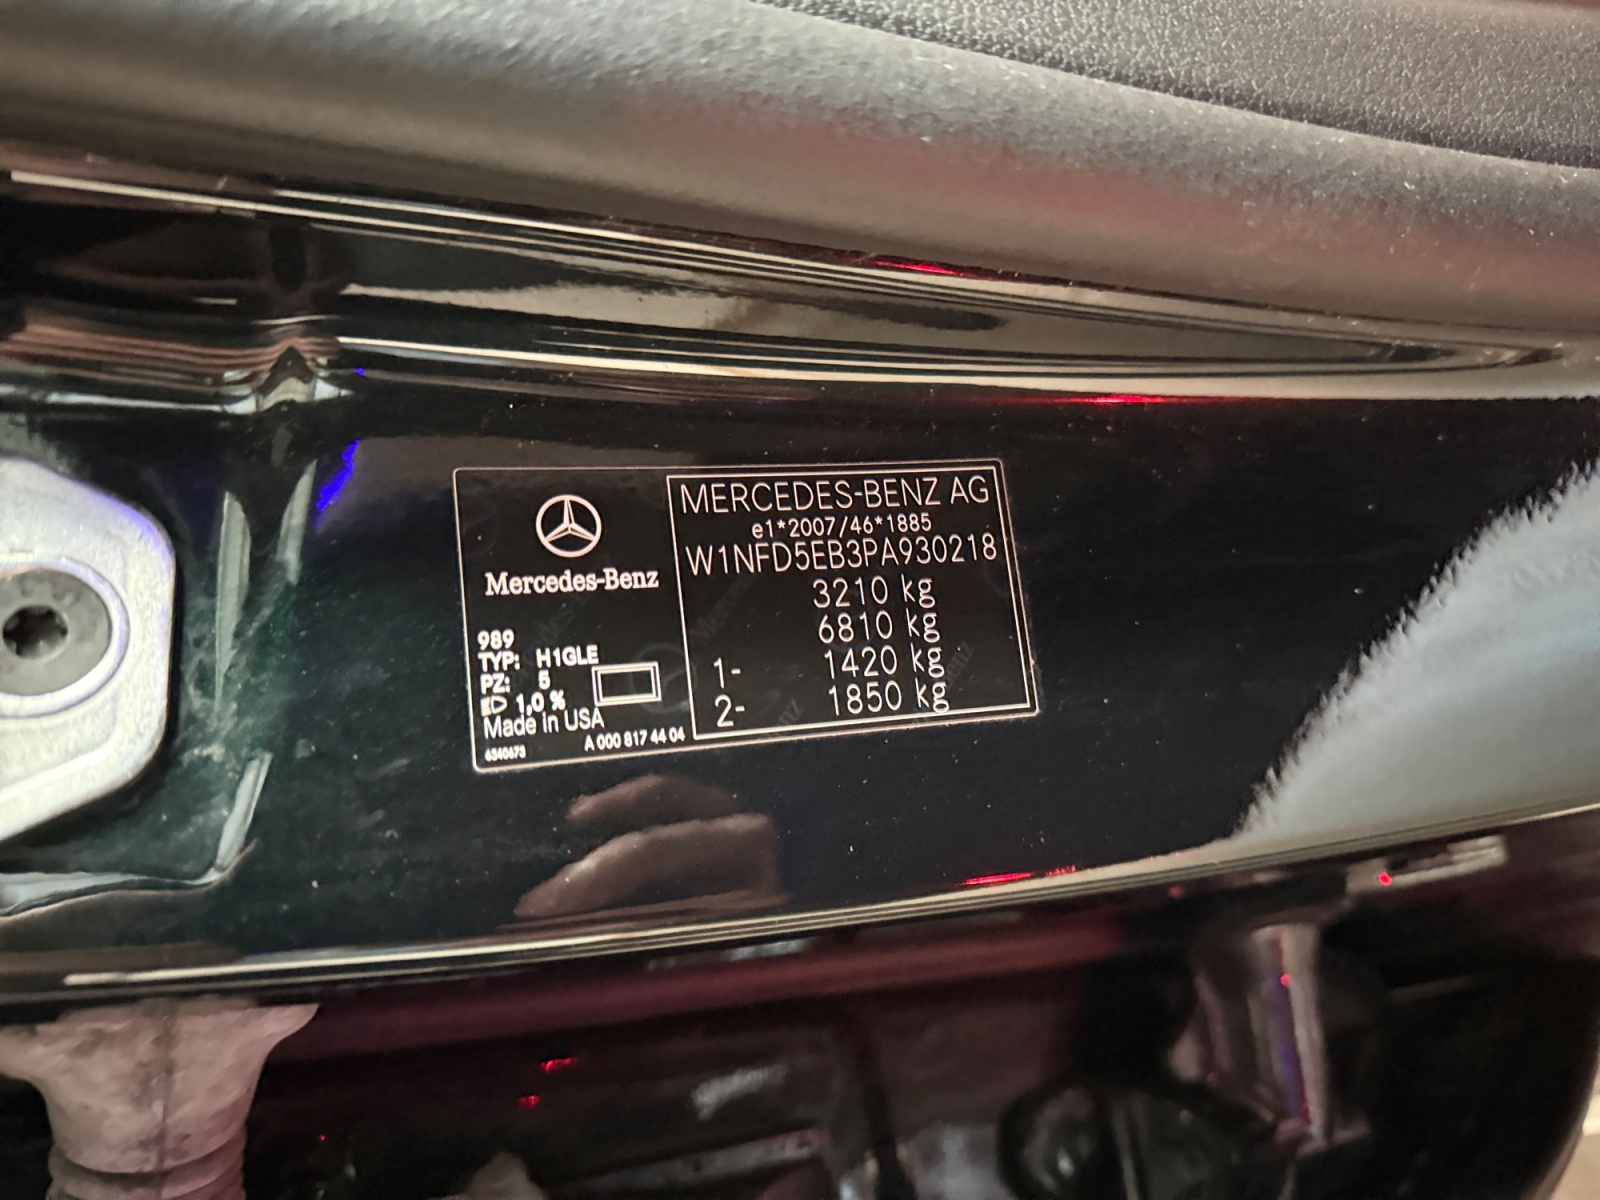 Mercedes-Benz
989
TYP: H1GLE
PZ: 5
1,0 %
Made in USA
6340673
A 000 817 44 04
MERCEDES-BENZ AG
e1*2007/46*1885
W1NFD5EB3PA930218
3210 kg
6810 kg
1- 1420 kg
2- 1850 kg